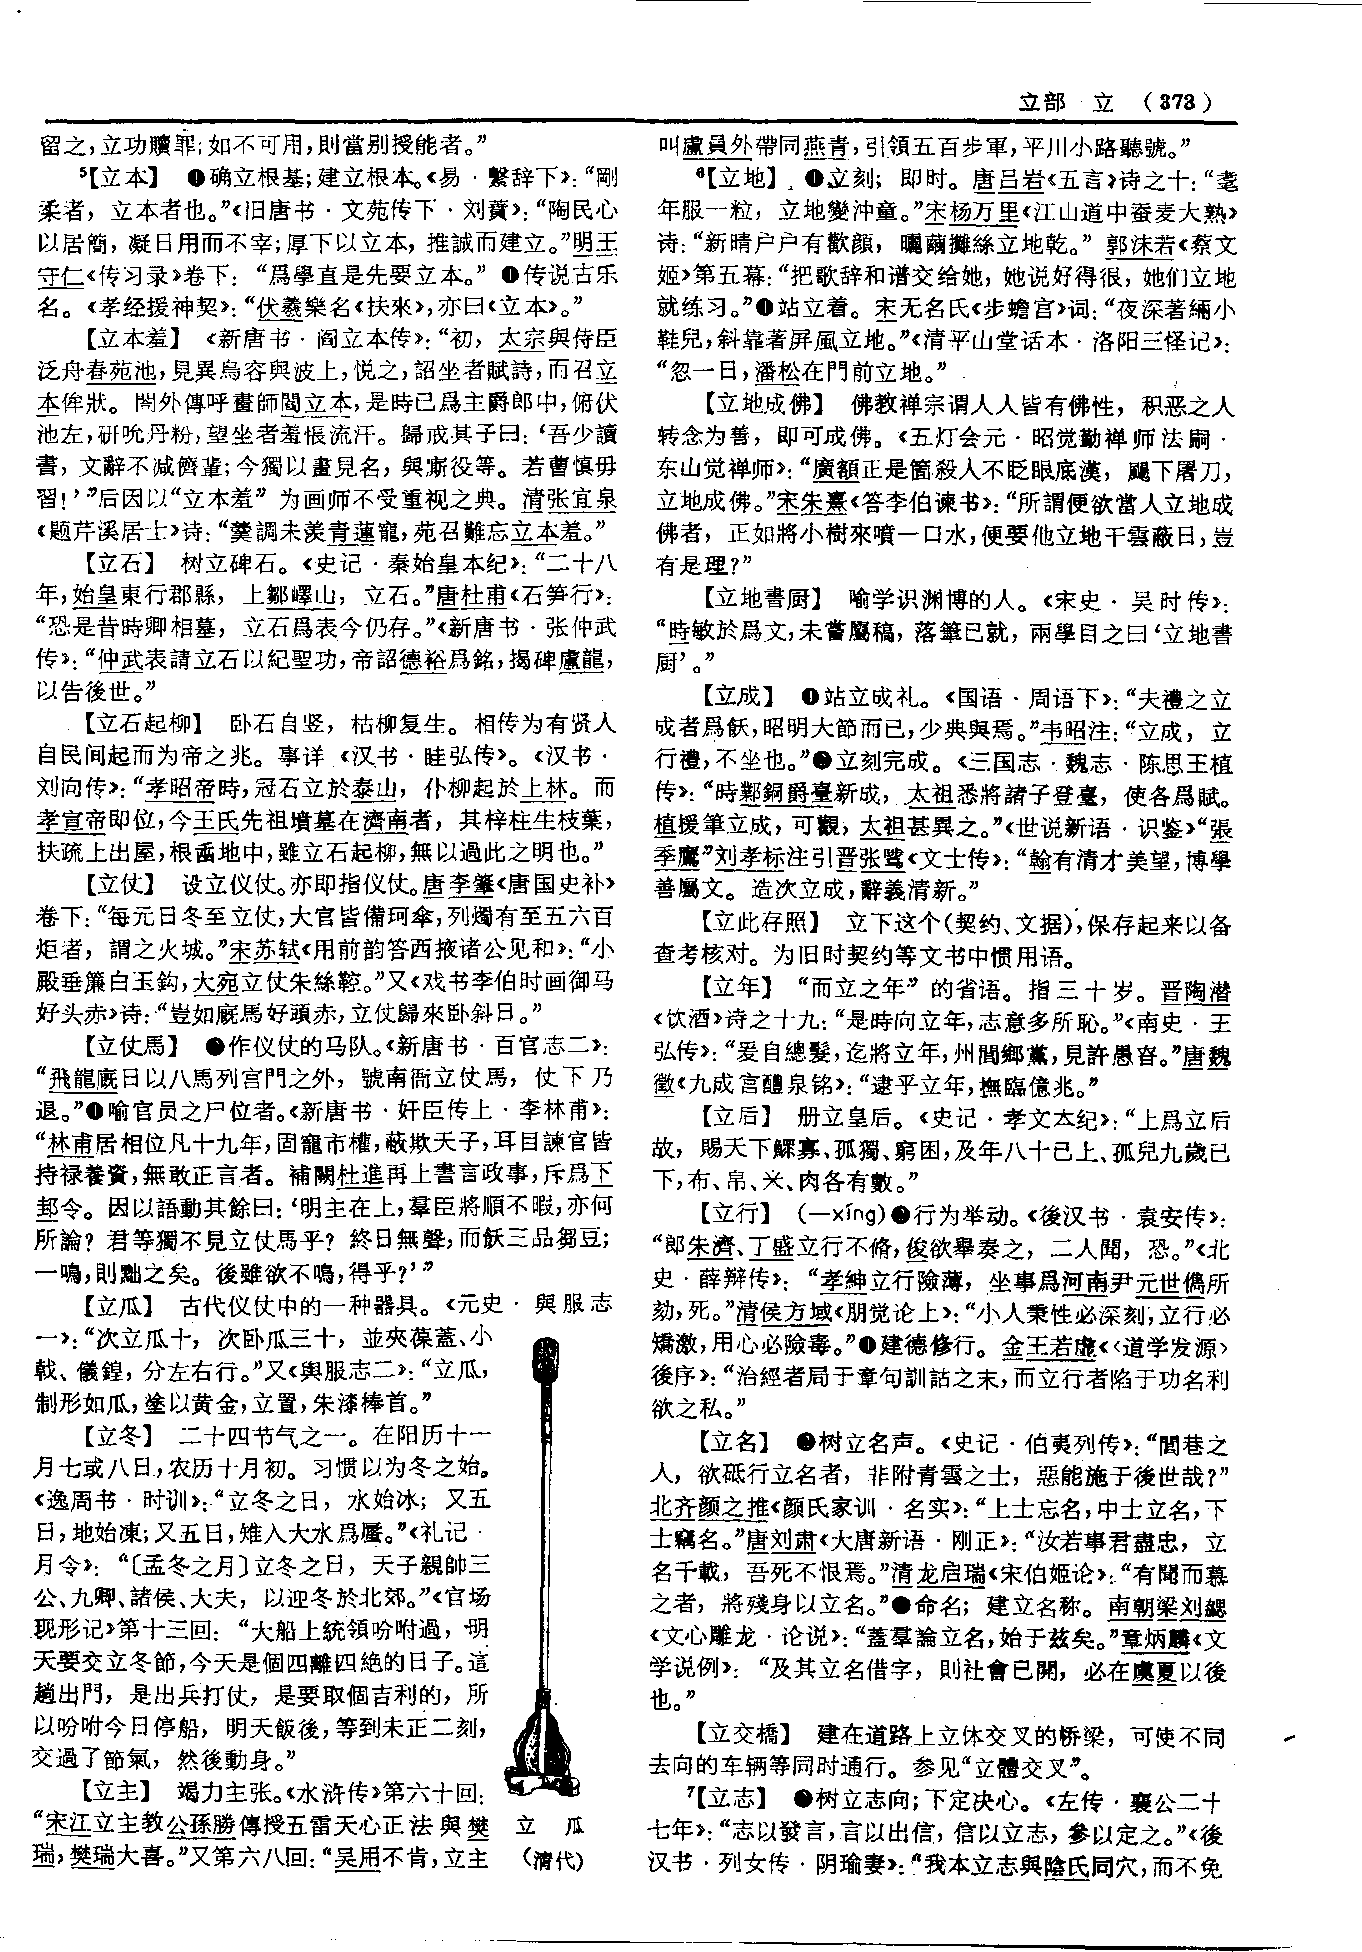 立部 立 （373）
留之，立功贖罪；如不可用，則當别授能者。”
5【立本】 ❶确立根基；建立根本。《易·繫辞下》：“剛
柔者，立本者也。”《旧唐书·文苑传下·刘蕡》：“陶民心
以居簡，凝日用而不宰；厚下以立本，推誠而建立。”明王
守仁《传习录》卷下：“爲學直是先要立本。”❷传说古乐
名。《孝经援神契》：“伏羲樂名《扶來》，亦曰《立本》。”
【立本羞】 《新唐书·阎立本传》：“初，太宗與侍臣
泛舟春苑池，見異鳥容與波上，悦之，詔坐者賦詩，而召立
本侔狀。閤外傳呼畫師閻立本，是時已爲主爵郎中，俯伏
池左，研吮丹粉，望坐者羞悵流汗。歸戒其子曰：‘吾少讀
書，文辭不减儕輩；今獨以畫見名，與厮役等。若曹慎毋
習！’”后因以“立本羞”为画师不受重视之典。清张宜泉
《题芹溪居士》诗：“羹調未羡青蓮寵，苑召難忘立本羞。”
【立石】 树立碑石。《史记·秦始皇本纪》：“二十八
年，始皇東行郡縣，上鄒嶧山，立石。”唐杜甫《石笋行》：
“恐是昔時卿相墓，立石爲表今仍存。”《新唐书·张仲武
传》：“仲武表請立石以紀聖功，帝詔德裕爲銘，揭碑盧龍，
以告後世。”
【立石起柳】 卧石自竖，枯柳复生。相传为有贤人
自民间起而为帝之兆。事详《汉书·眭弘传》。《汉书·
刘向传》：“孝昭帝時，冠石立於泰山，仆柳起於上林。而
孝宣帝即位，今王氏先祖墳墓在濟南者，其梓柱生枝葉，
扶疏上出屋，根臿地中，雖立石起柳，無以過此之明也。”
【立仗】 设立仪仗。亦即指仪仗。唐李肇《唐国史补》
卷下：“每元日冬至立仗，大官皆備珂傘，列燭有至五六百
炬者，謂之火城。”宋苏轼《用前韵答西掖诸公见和》：“小
殿垂簾白玉鈎，大宛立仗朱絲鞚。”又《戏书李伯时画御马
好头赤》诗：“豈如廄馬好頭赤，立仗歸來卧斜日。”
【立仗馬】 ❶作仪仗的马队。《新唐书·百官志二》：
“飛龍廄日以八馬列宫門之外，號南衙立仗馬，仗下乃
退。”❷喻官员之尸位者。《新唐书·奸臣传上·李林甫》：
“林甫居相位凡十九年，固寵市權，蔽欺天子，耳目諫官皆
持禄養資，無敢正言者。補闕杜進再上書言政事，斥爲下
邽令。因以語動其餘曰：‘明主在上，羣臣將順不暇，亦何
所論？君等獨不見立仗馬乎？終日無聲，而飫三品芻豆；
一鳴，則黜之矣。後雖欲不鳴，得乎？’”
【立瓜】 古代仪仗中的一种器具。《元史·輿服志
一》：“次立瓜十，次卧瓜三十，並夾葆蓋、小
戟、儀鍠，分左右行。”又《輿服志二》：“立瓜，
制形如瓜，塗以黄金，立置，朱漆棒首。”
【立冬】 二十四节气之一。在阳历十一
月七或八日，农历十月初。习惯以为冬之始。
《逸周书·时训》：“立冬之日，水始冰；又五
日，地始凍；又五日，雉入大水爲蜃。”《礼记·
月令》：“〔孟冬之月〕立冬之日，天子親帥三
公、九卿、諸侯、大夫，以迎冬於北郊。”《官场
现形记》第十三回：“大船上統領吩咐過，明
天要交立冬節，今天是個四離四絶的日子。這
趟出門，是出兵打仗，是要取個吉利的，所
以吩咐今日停船，明天飯後，等到未正二刻，
交過了節氣，然後動身。”
【立主】 竭力主张。《水浒传》第六十回：
“宋江立主教公孫勝傳授五雷天心正法與樊
瑞，樊瑞大喜。”又第六八回：“吴用不肯，立主
立 瓜
（清代）
叫盧員外帶同燕青，引領五百步軍，平川小路聽號。”
6【立地】 ❶立刻；即时。唐吕岩《五言》诗之十：“耄
年服一粒，立地變沖童。”宋杨万里《江山道中蚕麦大熟》
诗：“新晴户户有歡顔，曬繭攤絲立地乾。”郭沫若《蔡文
姬》第五幕：“把歌辞和谱交给她，她说好得很，她们立地
就练习。”❷站立着。宋无名氏《步蟾宫》词：“夜深著緉小
鞋兒，斜靠著屏風立地。”《清平山堂话本·洛阳三怪记》：
“忽一日，潘松在門前立地。”
【立地成佛】 佛教禅宗谓人人皆有佛性，积恶之人
转念为善，即可成佛。《五灯会元·昭觉勤禅师法嗣·
东山觉禅师》：“廣額正是箇殺人不眨眼底漢，颺下屠刀，
立地成佛。”宋朱熹《答李伯谏书》：“所謂便欲當人立地成
佛者，正如將小樹來噴一口水，便要他立地干雲蔽日，豈
有是理？”
【立地書厨】 喻学识渊博的人。《宋史·吴时传》：
“時敏於爲文，未嘗屬稿，落筆已就，兩學目之曰‘立地書
厨’。”
【立成】 ❶站立成礼。《国语·周语下》：“夫禮之立
成者爲飫，昭明大節而已，少典與焉。”韦昭注：“立成，立
行禮，不坐也。”❷立刻完成。《三国志·魏志·陈思王植
传》：“時鄴銅爵臺新成，太祖悉將諸子登臺，使各爲賦。
植援筆立成，可觀，太祖甚異之。”《世说新语·识鉴》“張
季鷹”刘孝标注引晋张骘《文士传》：“翰有清才美望，博學
善屬文。造次立成，辭義清新。”
【立此存照】 立下这个（契约、文据），保存起来以备
查考核对。为旧时契约等文书中惯用语。
【立年】 “而立之年”的省语。指三十岁。晋陶潜
《饮酒》诗之十九：“是時向立年，志意多所恥。”《南史·王
弘传》：“爰自總髮，迄將立年，州閭鄉黨，見許愚眘。”唐魏
徵《九成宫醴泉铭》：“逮乎立年，撫臨億兆。”
【立后】 册立皇后。《史记·孝文本纪》：“上爲立后
故，賜天下鰥寡、孤獨、窮困，及年八十已上、孤兒九歲已
下，布、帛、米、肉各有數。”
【立行】 （—xíng）❶行为举动。《後汉书·袁安传》：
“郎朱濟、丁盛立行不脩，俊欲舉奏之，二人聞，恐。”《北
史·薛辩传》：“孝紳立行險薄，坐事爲河南尹元世儁所
劾，死。”清侯方域《朋党论上》：“小人秉性必深刻，立行必
矯激，用心必險毒。”❷建德修行。金王若虚《〈道学发源〉
後序》：“治經者局于章句訓詁之末，而立行者陷于功名利
欲之私。”
【立名】 ❶树立名声。《史记·伯夷列传》：“閭巷之
人，欲砥行立名者，非附青雲之士，惡能施于後世哉？”
北齐颜之推《颜氏家训·名实》：“上士忘名，中士立名，下
士竊名。”唐刘肃《大唐新语·刚正》：“汝若事君盡忠，立
名千載，吾死不恨焉。”清龙启瑞《宋伯姬论》：“有聞而慕
之者，將殘身以立名。”❷命名；建立名称。南朝梁刘勰
《文心雕龙·论说》：“蓋羣論立名，始于兹矣。”章炳麟《文
学说例》：“及其立名借字，則社會已開，必在虞夏以後
也。”
【立交橋】 建在道路上立体交叉的桥梁，可使不同
去向的车辆等同时通行。参见“立體交叉”。
7【立志】 ❶树立志向；下定决心。《左传·襄公二十
七年》：“志以發言，言以出信，信以立志，參以定之。”《後
汉书·列女传·阴瑜妻》：“我本立志與陰氏同穴，而不免